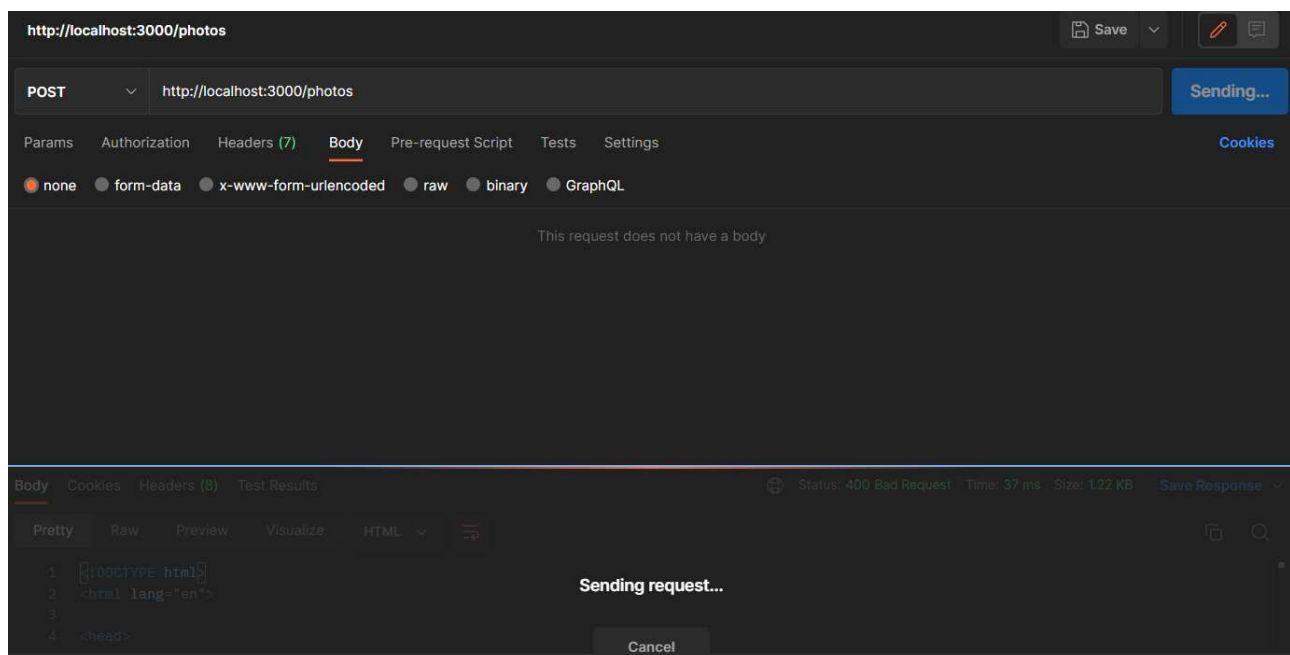 http://localhost:3000/photos Save
POST http://localhost:3000/photos Sending...
Params Authorization Headers (7) Body Pre-request Script Tests Settings Cookies
none form-data x-www-form-urlencoded raw binary GraphQL
This request does not have a body
Body Cookies Headers (8) Test Results Status: 400 Bad Request Time: 37 ms Size: 1.22 KB Save Response
Pretty Raw Preview Visualize HTML
1 <!DOCTYPE html>
2 <html lang="en">
3
4 <head>
Sending request...
Cancel